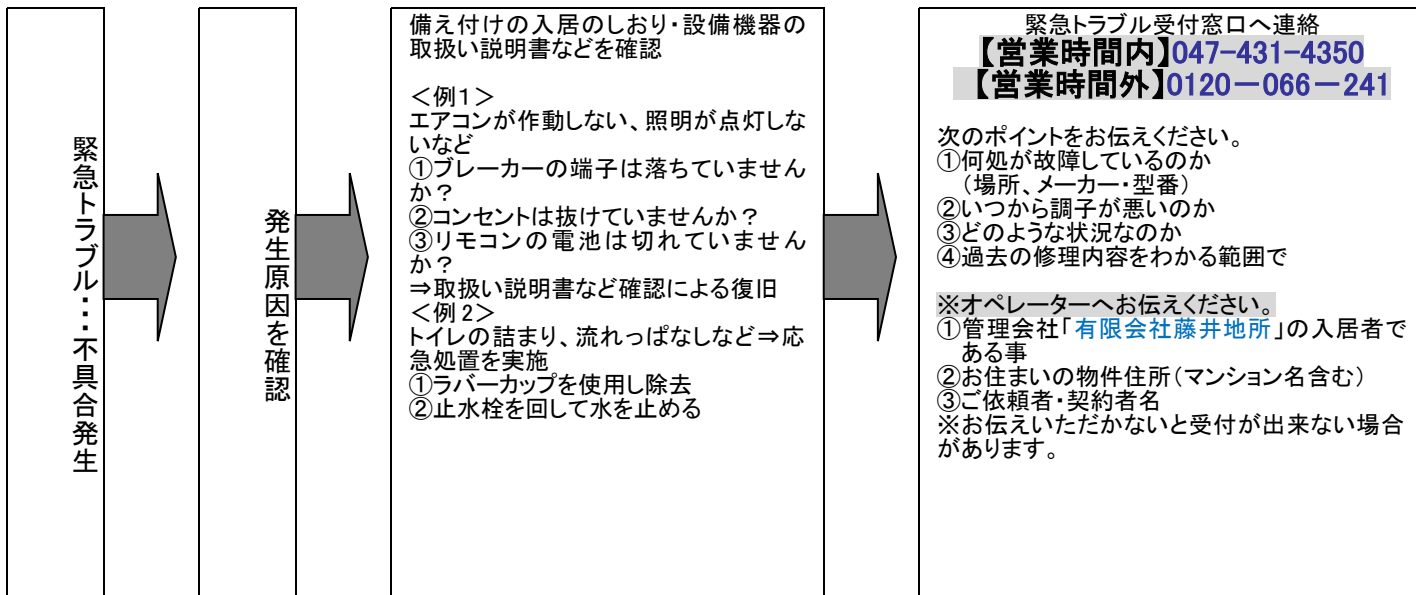 緊急トラブル・・・不具合発生
発生原因を確認
備え付けの入居のしおり・設備機器の
取扱い説明書などを確認
＜例１＞
エアコンが作動しない、照明が点灯しな
いなど
①ブレーカーの端子は落ちていません
か？
②コンセントは抜けていませんか？
③リモコンの電池は切れていません
か？
⇒取扱い説明書など確認による復旧
＜例２＞
トイレの詰まり、流れっぱなしなど⇒応
急処置を実施
①ラバーカップを使用し除去
②止水栓を回して水を止める
緊急トラブル受付窓口へ連絡
【営業時間内】047-431-4350
【営業時間外】0120－066－241
次のポイントをお伝えください。
①何処が故障しているのか
（場所、メーカー・型番）
②いつから調子が悪いのか
③どのような状況なのか
④過去の修理内容をわかる範囲で
※オペレーターへお伝えください。
①管理会社「有限会社藤井地所」の入居者で
ある事
②お住まいの物件住所（マンション名含む）
③ご依頼者・契約者名
※お伝えいただかないと受付が出来ない場合
があります。